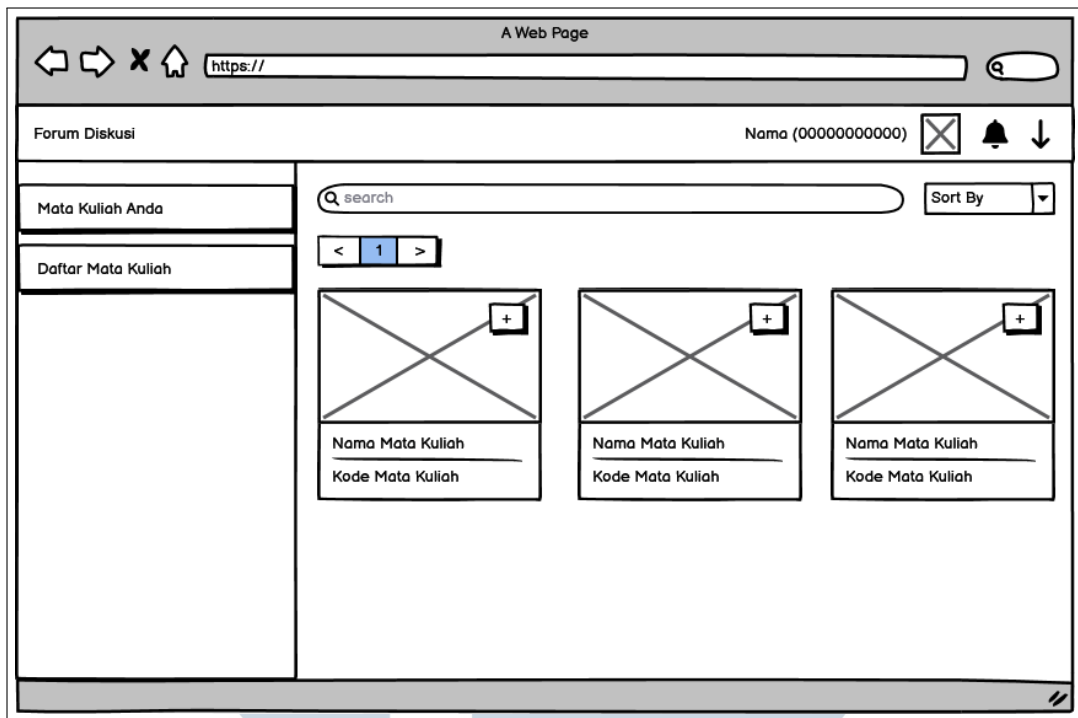 A Web Page
https://
Forum Diskusi
Nama (00000000000)
Mata Kuliah Anda
Daftar Mata Kuliah
search
Sort By
< 1 >
+ + +
Nama Mata Kuliah Nama Mata Kuliah Nama Mata Kuliah
Kode Mata Kuliah Kode Mata Kuliah Kode Mata Kuliah